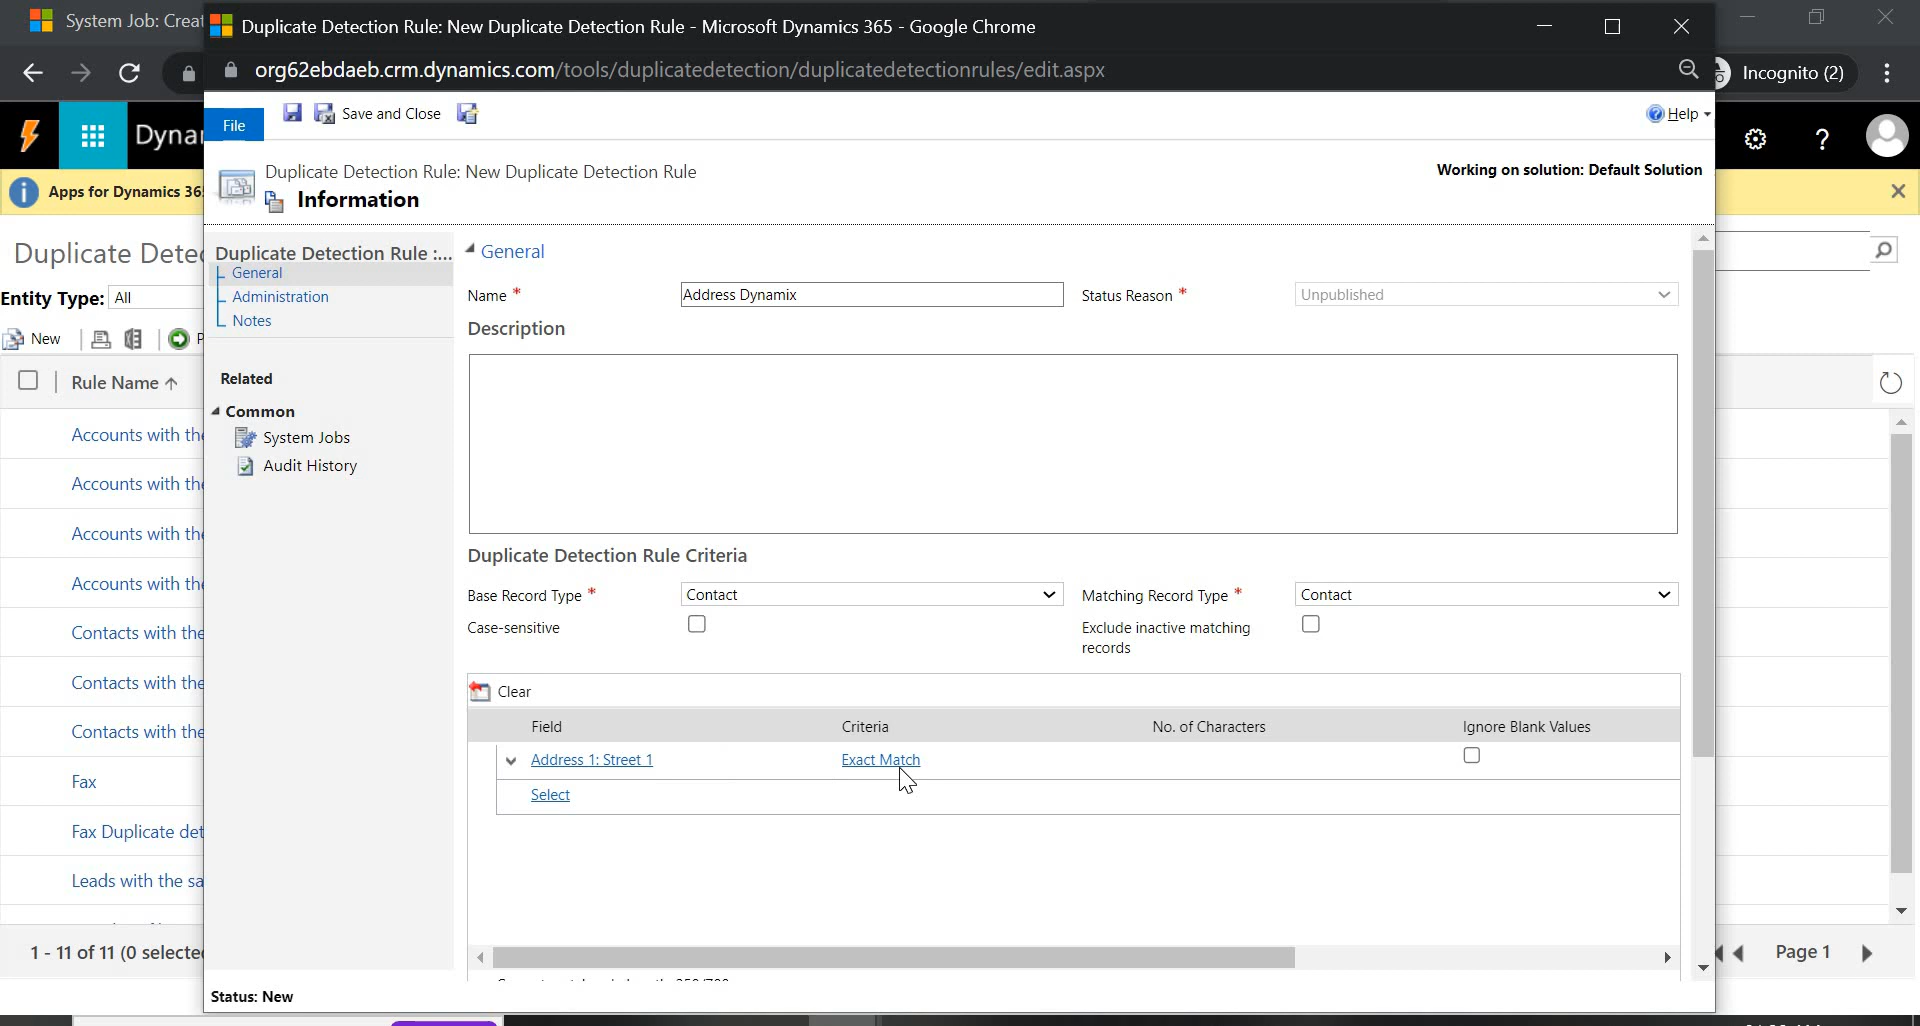 System Job: Creat
Duplicate Detection Rule: New Duplicate Detection Rule - Microsoft Dynamics 365 - Google Chrome
org62ebdaeb.crm.dynamics.com/tools/duplicatedetection/duplicatedetectionrules/edit.aspx
Incognito (2)
File
Save and Close
Help
Dynar
Apps for Dynamics 365
Duplicate Detection Rule: New Duplicate Detection Rule
Information
Working on solution: Default Solution
Duplicate Detec
Entity Type: All
New
P
Rule Name
Accounts with the
Accounts with the
Accounts with the
Accounts with the
Contacts with the
Contacts with the
Contacts with the
Fax
Fax Duplicate det
Leads with the sa
1 - 11 of 11 (0 selected
Page 1
Duplicate Detection Rule :...
General
Administration
Notes
Related
Common
System Jobs
Audit History
General
Name * Address Dynamix Status Reason * Unpublished
Description
Duplicate Detection Rule Criteria
Base Record Type * Contact Matching Record Type * Contact
Case-sensitive Exclude inactive matching
records
Clear
Field Criteria No. of Characters Ignore Blank Values
Address 1: Street 1 Exact Match
Select
Status: New